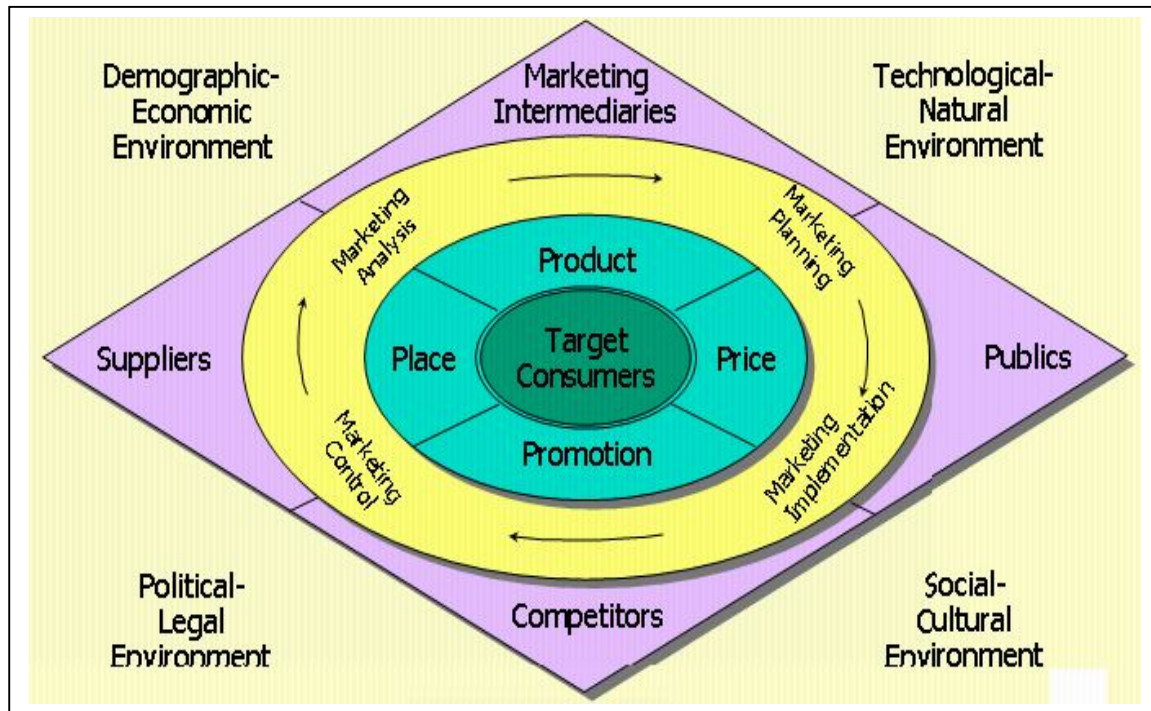 Demographic-
Economic
Environment
Marketing
Intermediaries
Technological-
Natural
Environment
Marketing
Analysis
Marketing
Planning
Product
Suppliers
Place
Target
Consumers
Price
Publics
Promotion
Marketing
Control
Marketing
Implementation
Political-
Legal
Environment
Competitors
Social-
Cultural
Environment